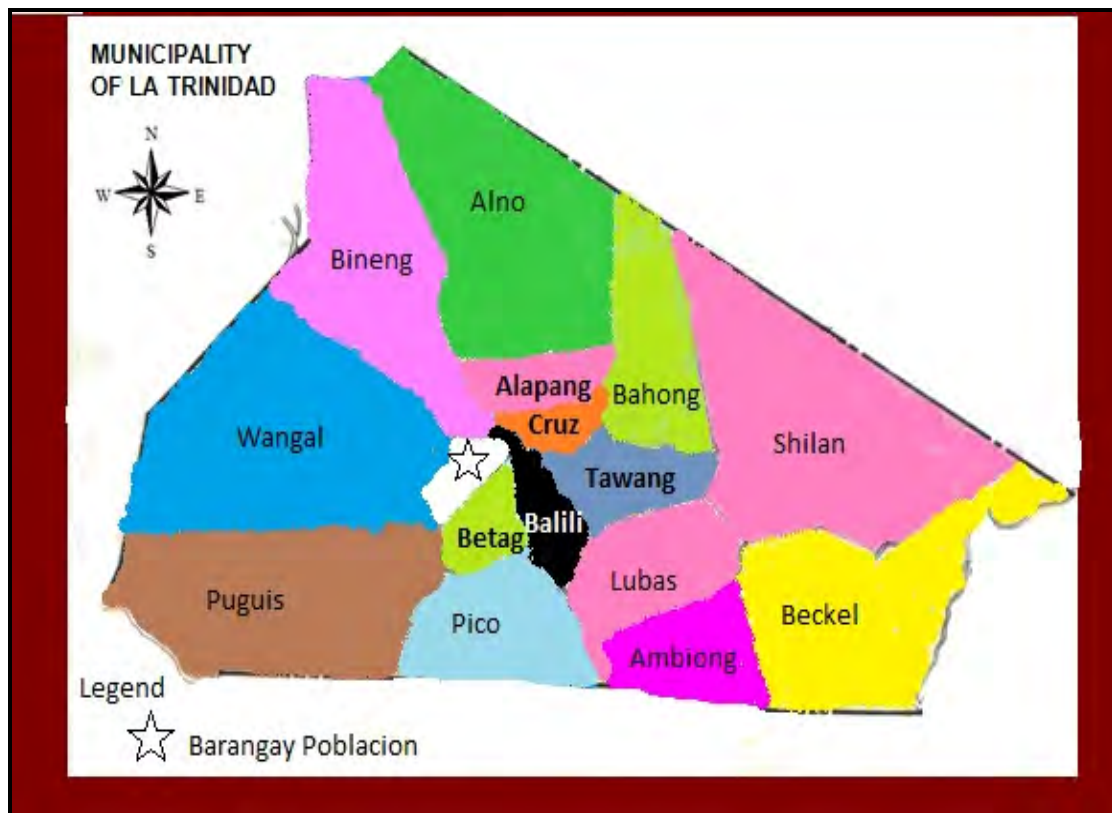 MUNICIPALITY
OF LA TRINIDAD
N
W E
S
Alno
Bineng
Alapang
Bahong
Cruz
Wangal
Shilan
Tawang
Balili
Betag
Lubas
Puguis
Pico
Beckel
Ambiong
Legend
Barangay Poblacion